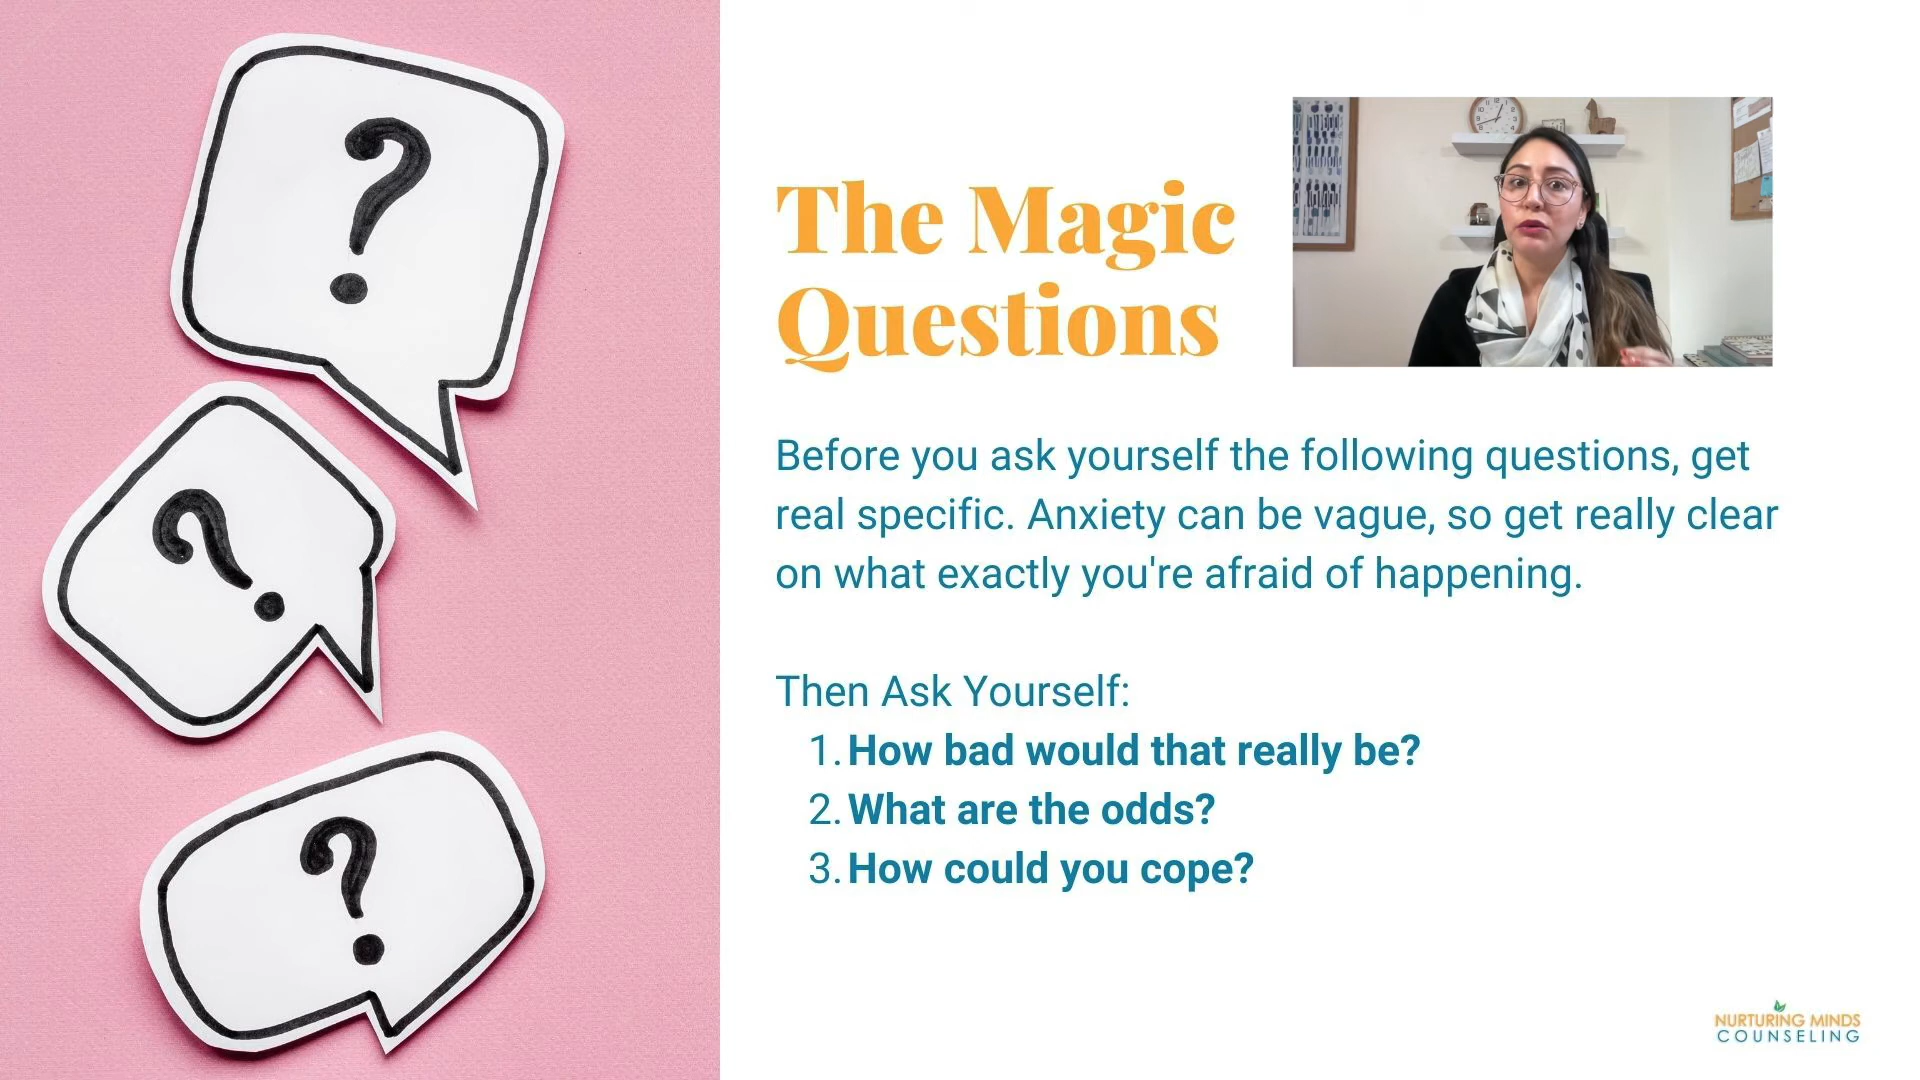 ?
?
?
The Magic
Questions
Before you ask yourself the following questions, get
real specific. Anxiety can be vague, so get really clear
on what exactly you're afraid of happening.
Then Ask Yourself:
1. How bad would that really be?
2. What are the odds?
3. How could you cope?
NURTURING MINDS
COUNSELING